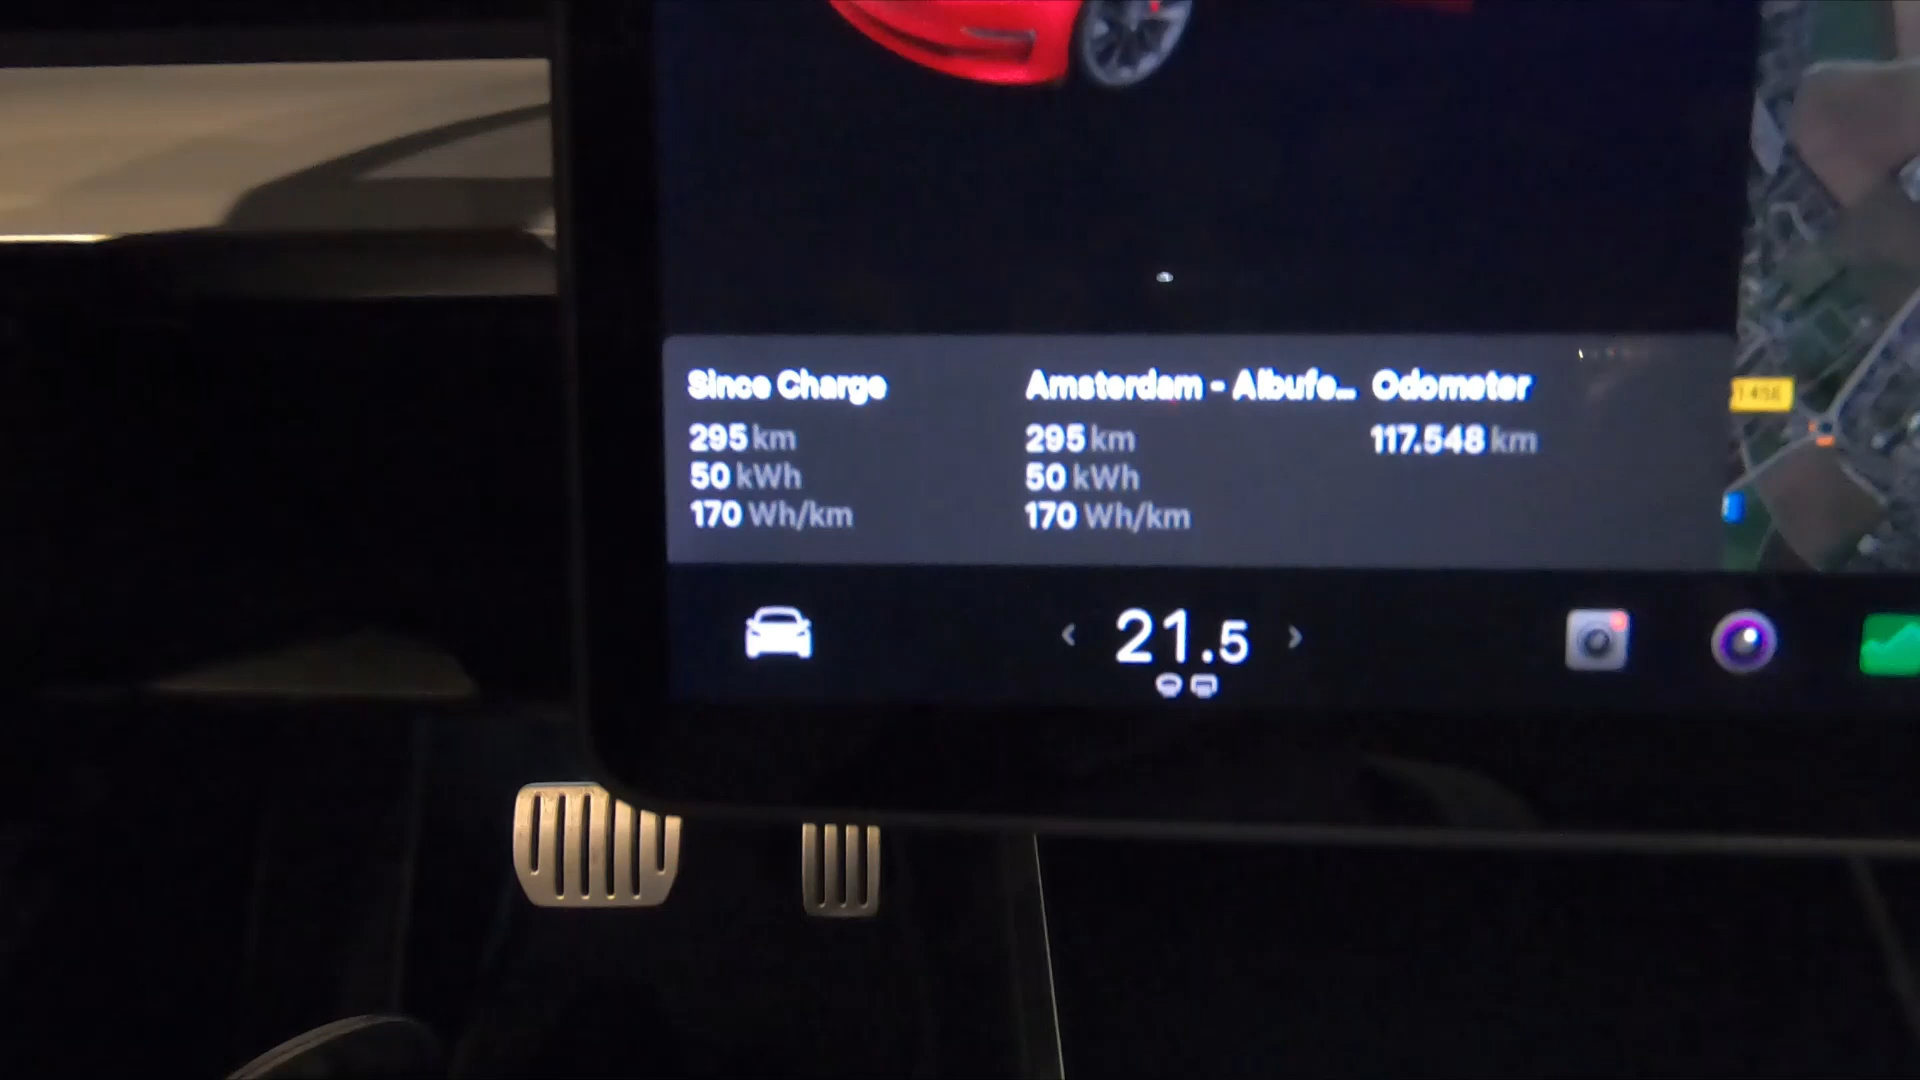 Since Charge
295 km
50 kWh
170 Wh/km
Amsterdam - Albufe...
295 km
50 kWh
170 Wh/km
Odometer
117.548 km
21.5